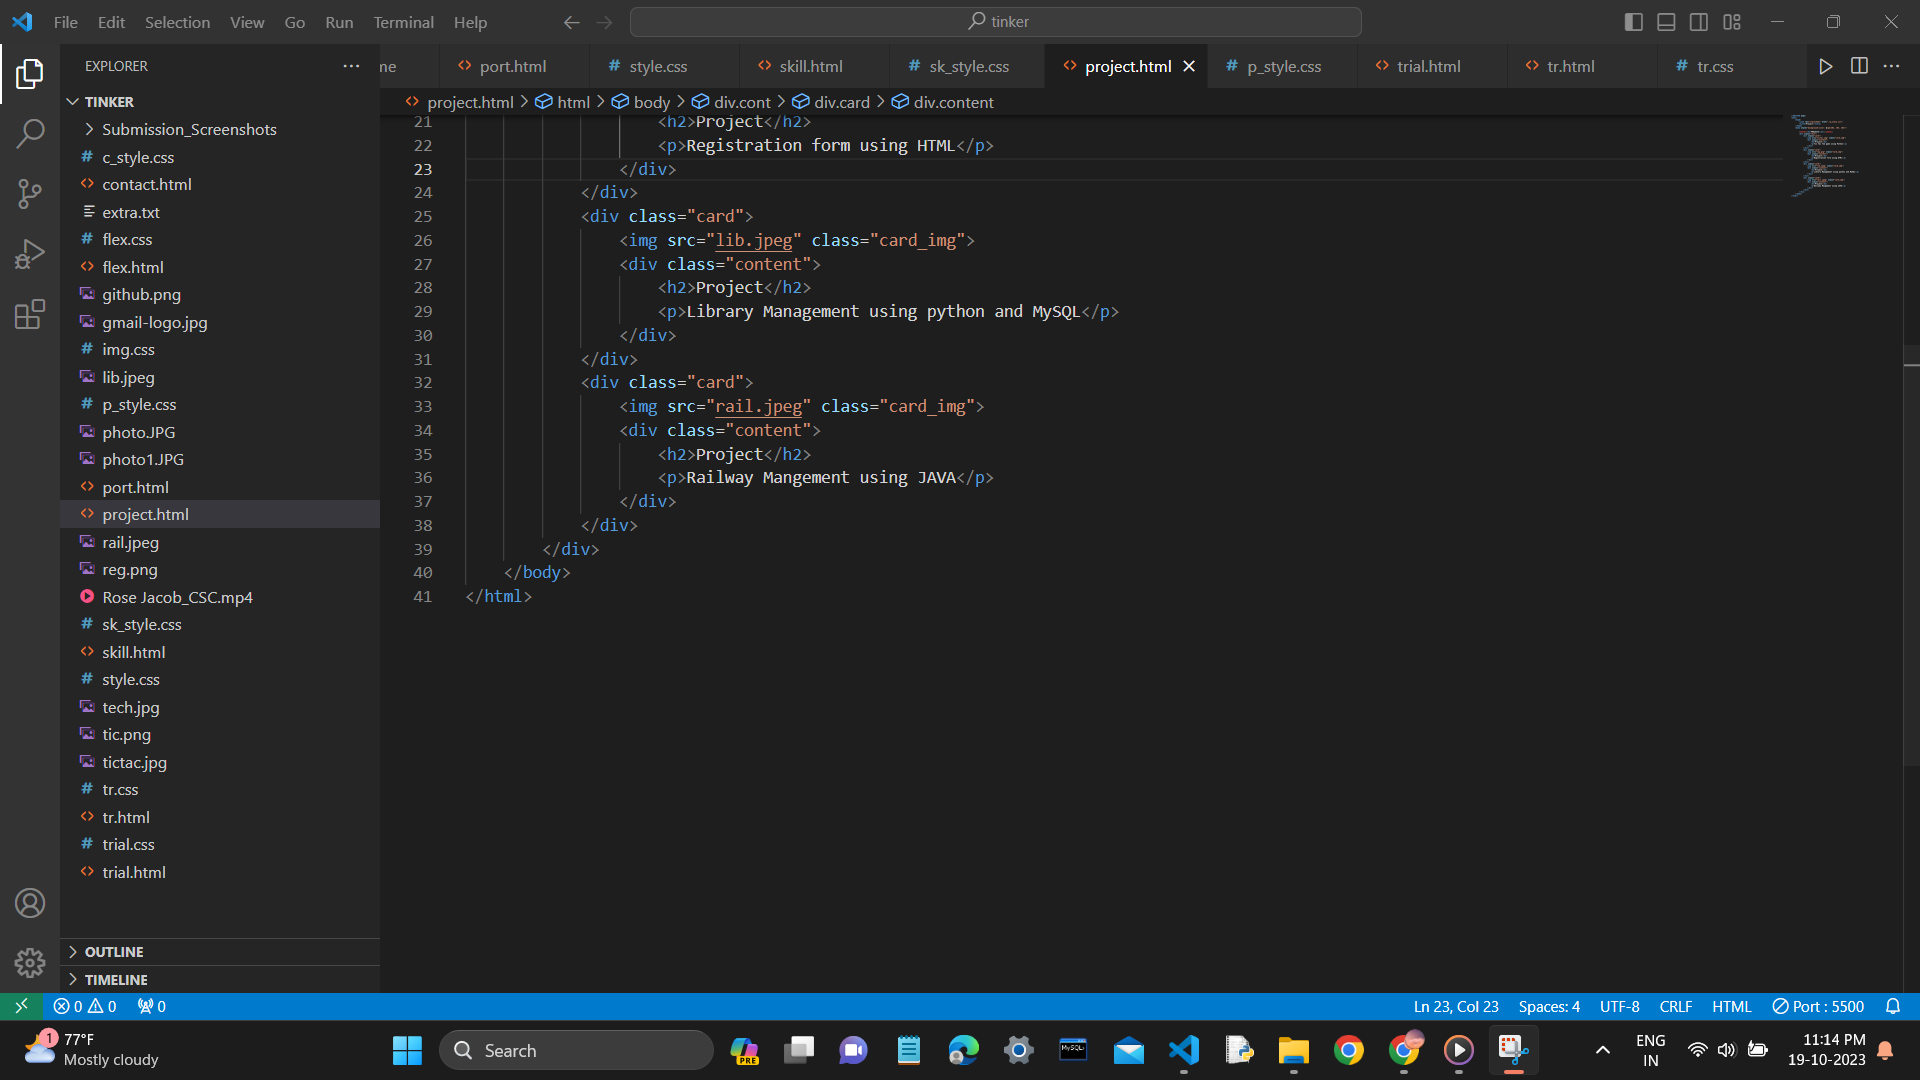 File Edit Selection View Go Run Terminal Help
tinker
EXPLORER
me
port.html
style.css
skill.html
sk_style.css
project.html
p_style.css
trial.html
tr.html
tr.css
TINKER
project.html > html > body > div.cont > div.card > div.content
Submission_Screenshots
c_style.css
contact.html
extra.txt
flex.css
flex.html
github.png
gmail-logo.jpg
img.css
lib.jpeg
p_style.css
photo.JPG
photo1.JPG
port.html
project.html
rail.jpeg
reg.png
Rose Jacob_CSC.mp4
sk_style.css
skill.html
style.css
tech.jpg
tic.png
tictac.jpg
tr.css
tr.html
trial.css
trial.html
OUTLINE
TIMELINE
21 <h2>Project</h2>
22 <p>Registration form using HTML</p>
23 </div>
24 </div>
25 <div class="card">
26 <img src="lib.jpeg" class="card_img">
27 <div class="content">
28 <h2>Project</h2>
29 <p>Library Management using python and MySQL</p>
30 </div>
31 </div>
32 <div class="card">
33 <img src="rail.jpeg" class="card_img">
34 <div class="content">
35 <h2>Project</h2>
36 <p>Railway Mangement using JAVA</p>
37 </div>
38 </div>
39 </div>
40 </body>
41 </html>
0 0 0
Ln 23, Col 23 Spaces: 4 UTF-8 CRLF HTML Port : 5500
1
77°F
Mostly cloudy
Search
PRE
MySQL
ENG
IN
11:14 PM
19-10-2023